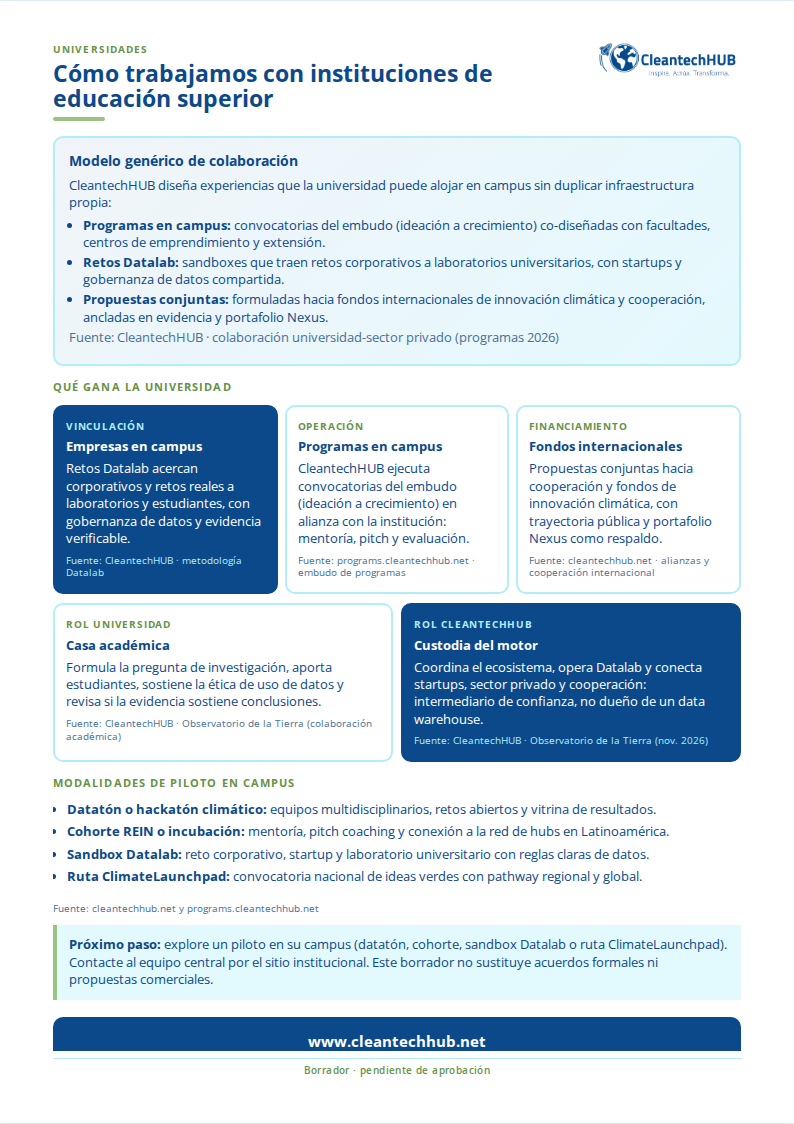 UNIVERSIDADES
Cómo trabajamos con instituciones de
educación superior
CleantechHUB
Inspire. Actúa. Transforma.
Modelo genérico de colaboración
CleantechHUB diseña experiencias que la universidad puede alojar en campus sin duplicar infraestructura
propia:
• Programas en campus: convocatorias del embudo (ideación a crecimiento) co-diseñadas con facultades,
centros de emprendimiento y extensión.
• Retos Datalab: sandboxes que traen retos corporativos a laboratorios universitarios, con startups y
gobernanza de datos compartida.
• Propuestas conjuntas: formuladas hacia fondos internacionales de innovación climática y cooperación,
ancladas en evidencia y portafolio Nexus.
Fuente: CleantechHUB · colaboración universidad-sector privado (programas 2026)
QUÉ GANA LA UNIVERSIDAD
VINCULACIÓN
Empresas en campus
Retos Datalab acercan
corporativos y retos reales a
laboratorios y estudiantes, con
gobernanza de datos y evidencia
verificable.
Fuente: CleantechHUB · metodología
Datalab
OPERACIÓN
Programas en campus
CleantechHUB ejecuta
convocatorias del embudo
(ideación a crecimiento) en
alianza con la institución:
mentoría, pitch y evaluación.
Fuente: programs.cleantechhub.net ·
embudo de programas
FINANCIAMIENTO
Fondos internacionales
Propuestas conjuntas hacia
cooperación y fondos de
innovación climática, con
trayectoria pública y portafolio
Nexus como respaldo.
Fuente: cleantechhub.net · alianzas y
cooperación internacional
ROL UNIVERSIDAD
Casa académica
Formula la pregunta de investigación, aporta
estudiantes, sostiene la ética de uso de datos y
revisa si la evidencia sostiene conclusiones.
Fuente: CleantechHUB · Observatorio de la Tierra (colaboración
académica)
ROL CLEANTECHHUB
Custodia del motor
Coordina el ecosistema, opera Datalab y conecta
startups, sector privado y cooperación:
intermediario de confianza, no dueño de un data
warehouse.
Fuente: CleantechHUB · Observatorio de la Tierra (nov. 2026)
MODALIDADES DE PILOTO EN CAMPUS
• Datatón o hackatón climático: equipos multidisciplinarios, retos abiertos y vitrina de resultados.
• Cohorte REIN o incubación: mentoría, pitch coaching y conexión a la red de hubs en Latinoamérica.
• Sandbox Datalab: reto corporativo, startup y laboratorio universitario con reglas claras de datos.
• Ruta ClimateLaunchpad: convocatoria nacional de ideas verdes con pathway regional y global.
Fuente: cleantechhub.net y programs.cleantechhub.net
Próximo paso: explore un piloto en su campus (datatón, cohorte, sandbox Datalab o ruta ClimateLaunchpad).
Contacte al equipo central por el sitio institucional. Este borrador no sustituye acuerdos formales ni
propuestas comerciales.
www.cleantechhub.net
Borrador · pendiente de aprobación